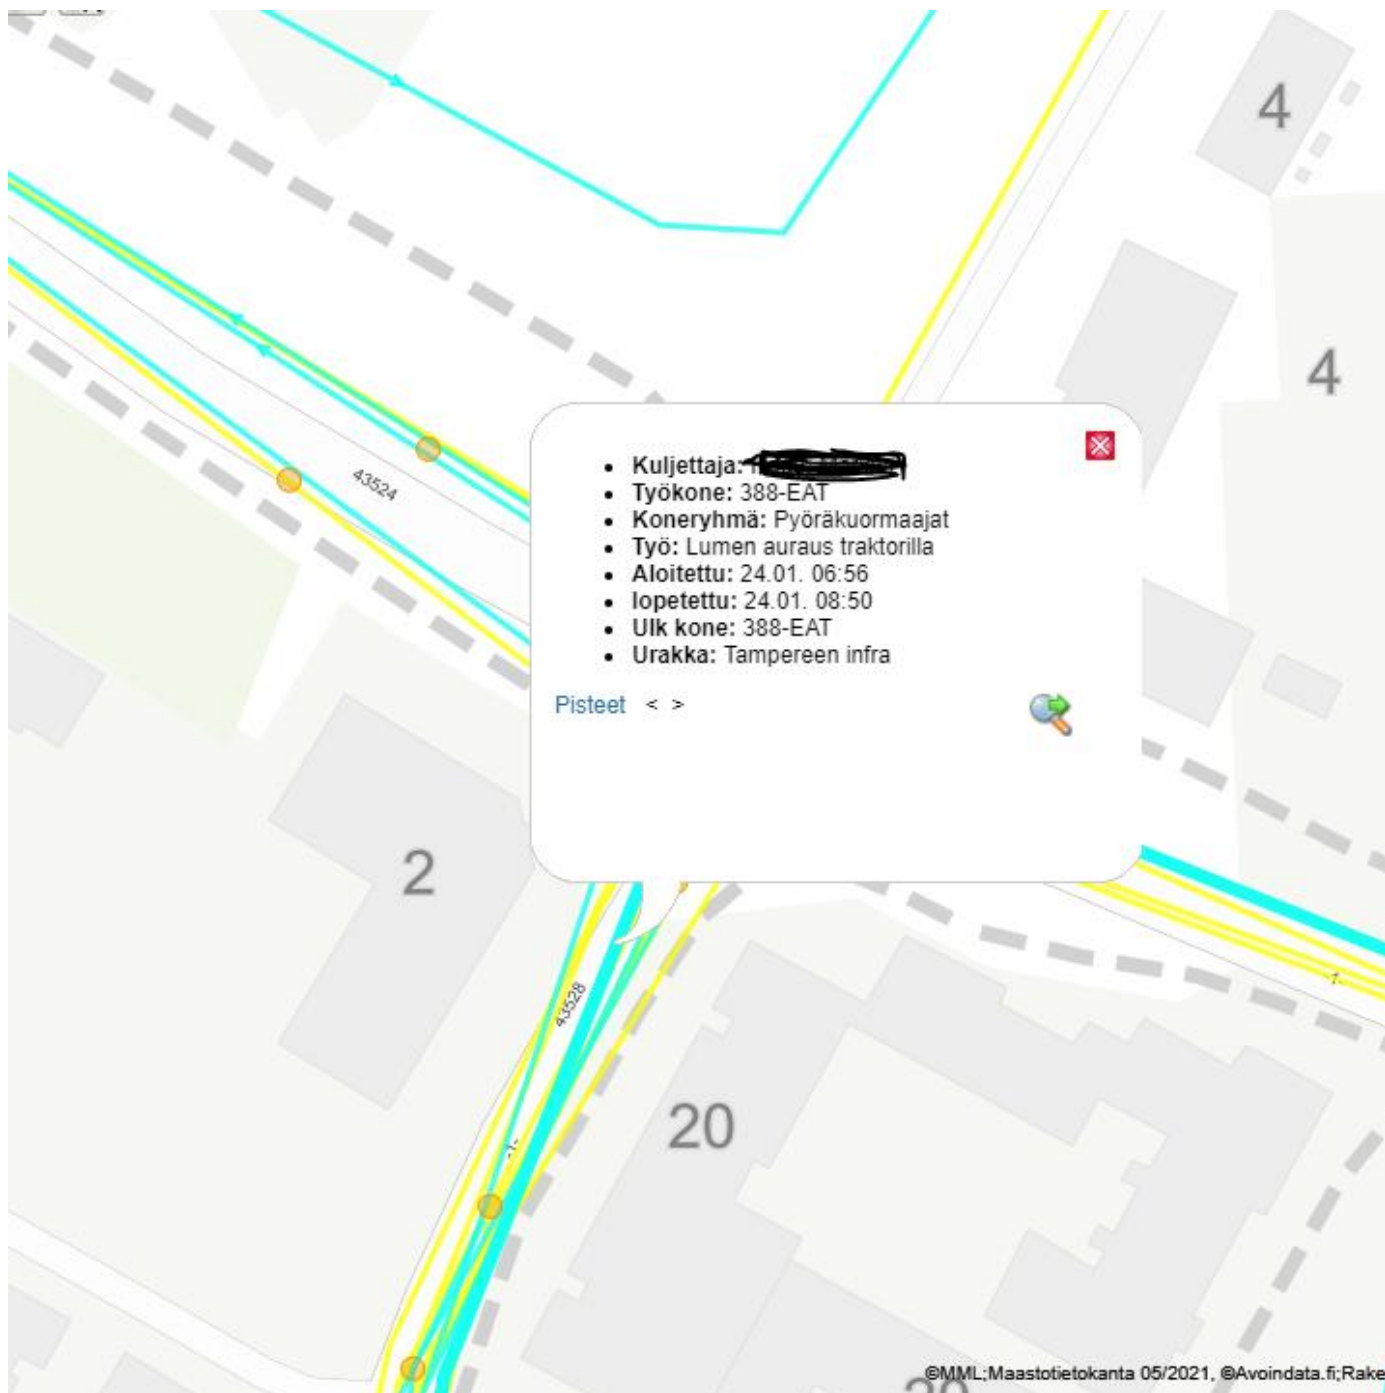 4
4
43524
Kuljettaja:
Työkone: 388-EAT
Koneryhmä: Pyöräkuormaajat
Työ: Lumen auraus traktorilla
Aloitettu: 24.01. 06:56
lopetettu: 24.01. 08:50
Ulk kone: 388-EAT
Urakka: Tampereen infra
Pisteet < >
2
-1-
43528
20
-1-
©MML;Maastotietokanta 05/2021, ©Avoindata.fi;Rake